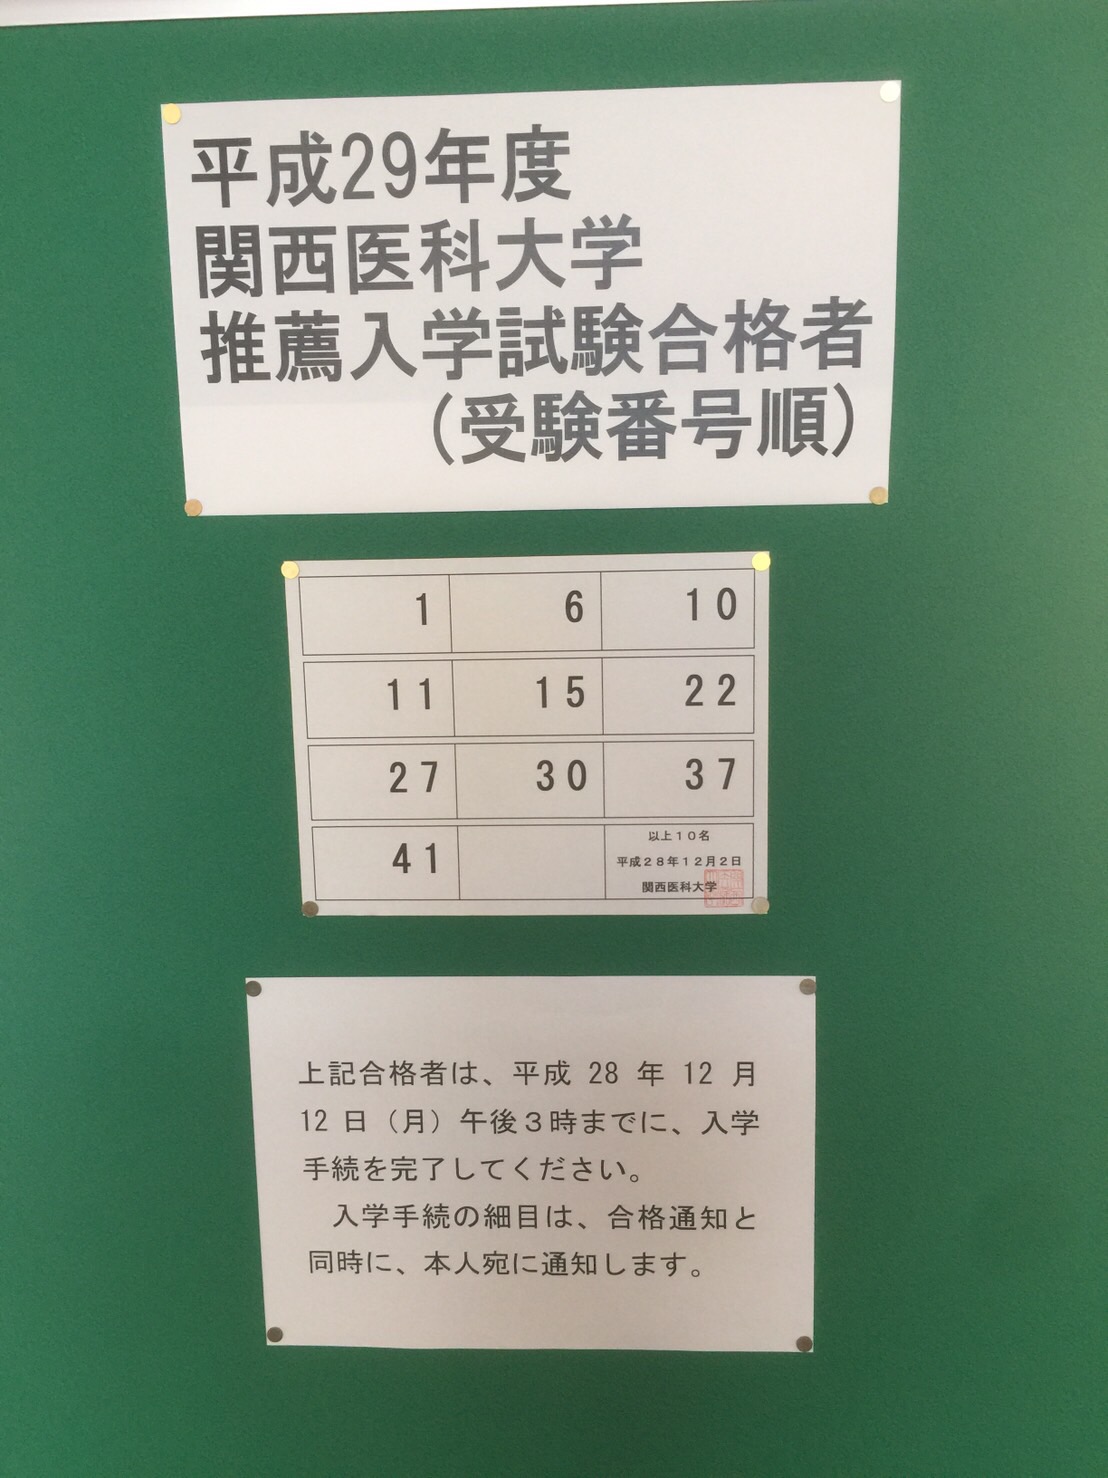 平成29年度
関西医科大学
推薦入学試験合格者
（受験番号順）
1 6 10
11 15 22
27 30 37
41
以上１０名
平成２８年１２月２日
関西医科大学
上記合格者は、平成 28 年 12 月
12 日（月）午後３時までに、入学
手続を完了してください。
入学手続の細目は、合格通知と
同時に、本人宛に通知します。